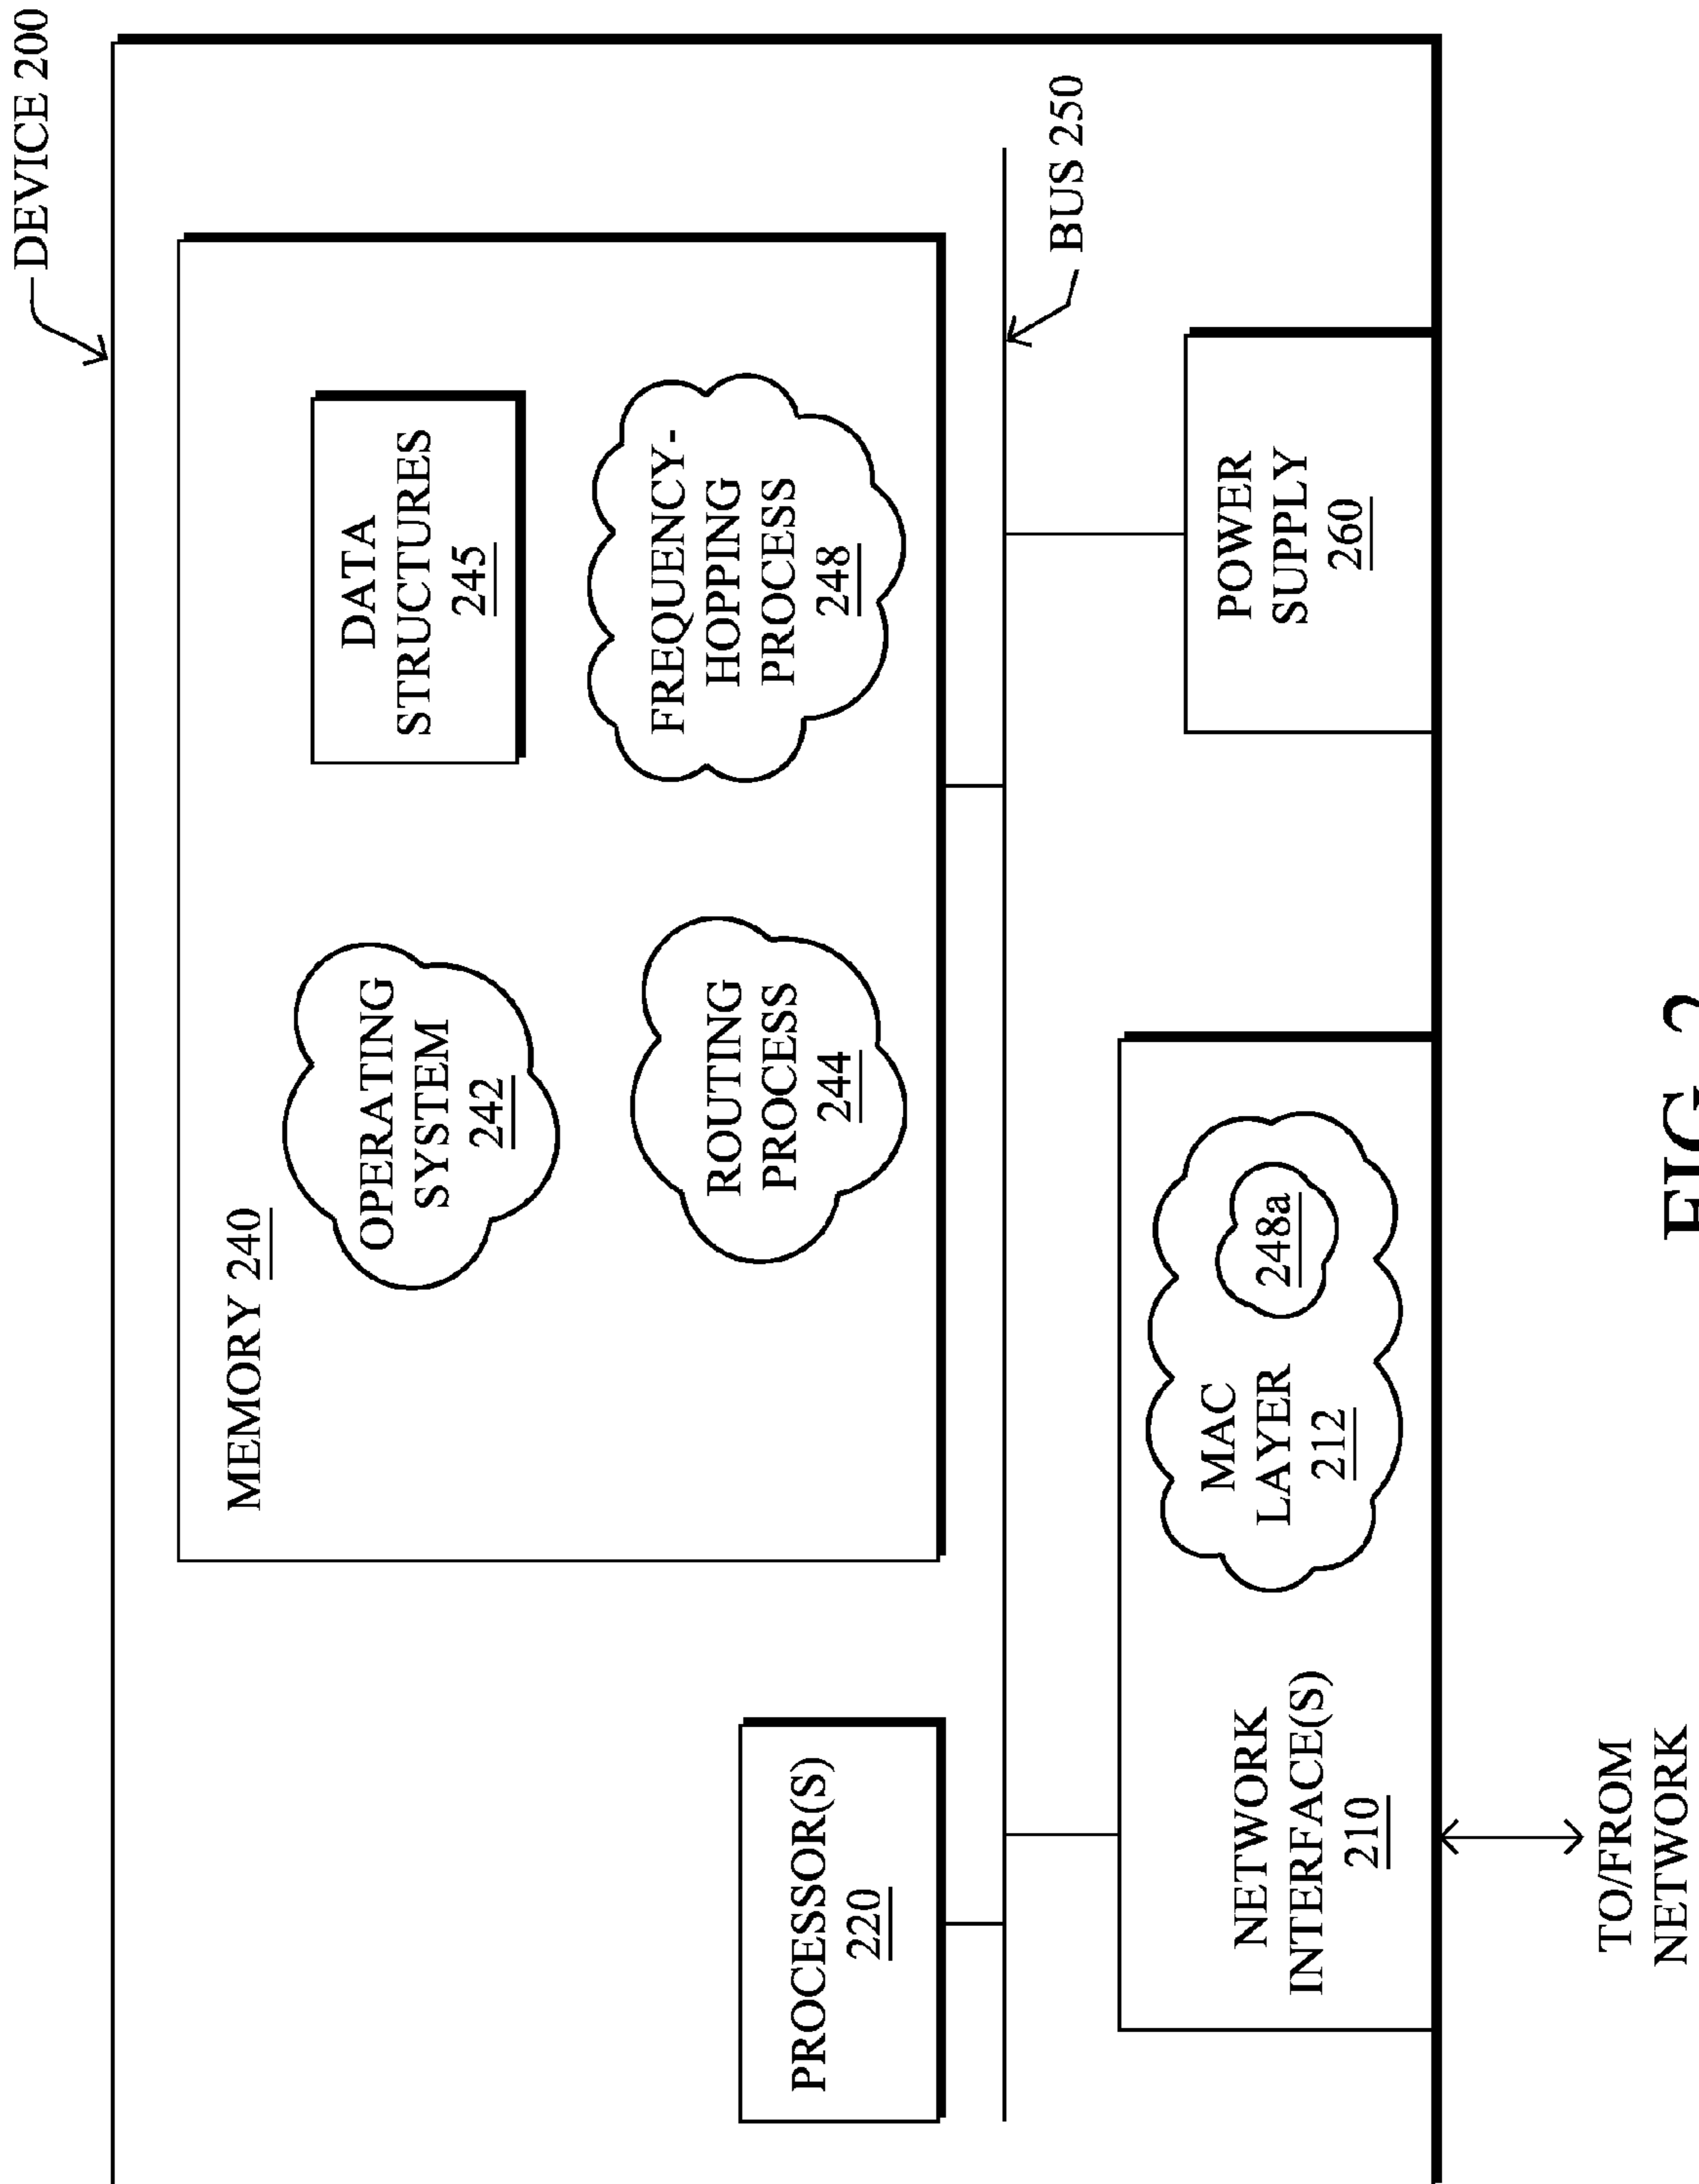 DEVICE 200
MEMORY 240
OPERATING
SYSTEM
242
DATA
STRUCTURES
245
ROUTING
PROCESS
244
FREQUENCY-
HOPPING
PROCESS
248
PROCESSOR(S)
220
BUS 250
NETWORK
INTERFACE(S)
210
MAC
LAYER
212
248a
POWER
SUPPLY
260
TO/FROM
NETWORK
FIG. 2